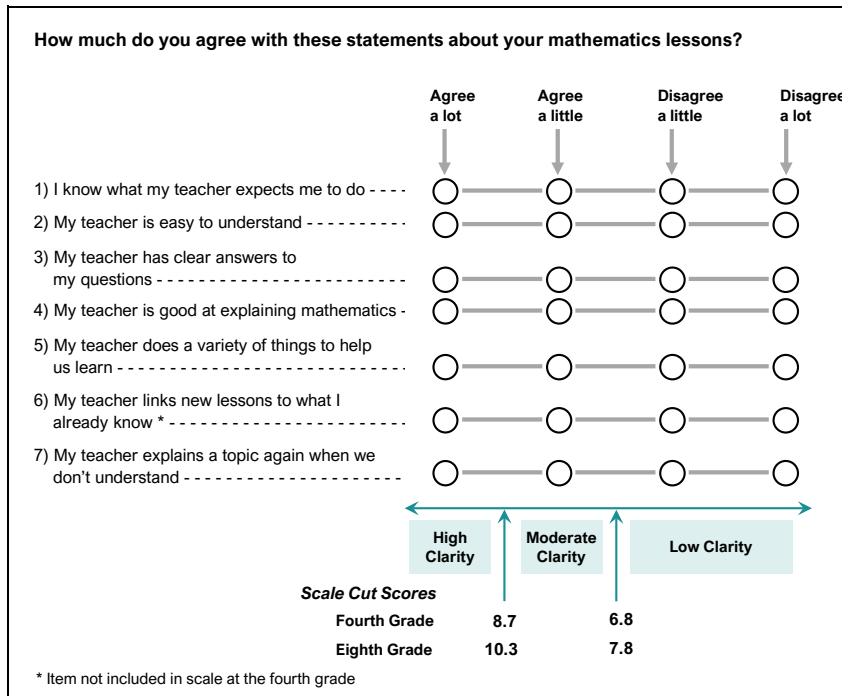 How much do you agree with these statements about your mathematics lessons?
Agree a lot
Agree a little
Disagree a little
Disagree a lot
1) I know what my teacher expects me to do - - - -
2) My teacher is easy to understand - - - - - - - - - - -
3) My teacher has clear answers to
my questions - - - - - - - - - - - - - - - - - - - - - - - - -
4) My teacher is good at explaining mathematics -
5) My teacher does a variety of things to help
us learn - - - - - - - - - - - - - - - - - - - - - - - - - - - - -
6) My teacher links new lessons to what I
already know * - - - - - - - - - - - - - - - - - - - - - - - -
7) My teacher explains a topic again when we
don't understand - - - - - - - - - - - - - - - - - - - - - -
High Clarity
Moderate Clarity
Low Clarity
Scale Cut Scores
Fourth Grade 8.7 6.8
Eighth Grade 10.3 7.8
* Item not included in scale at the fourth grade